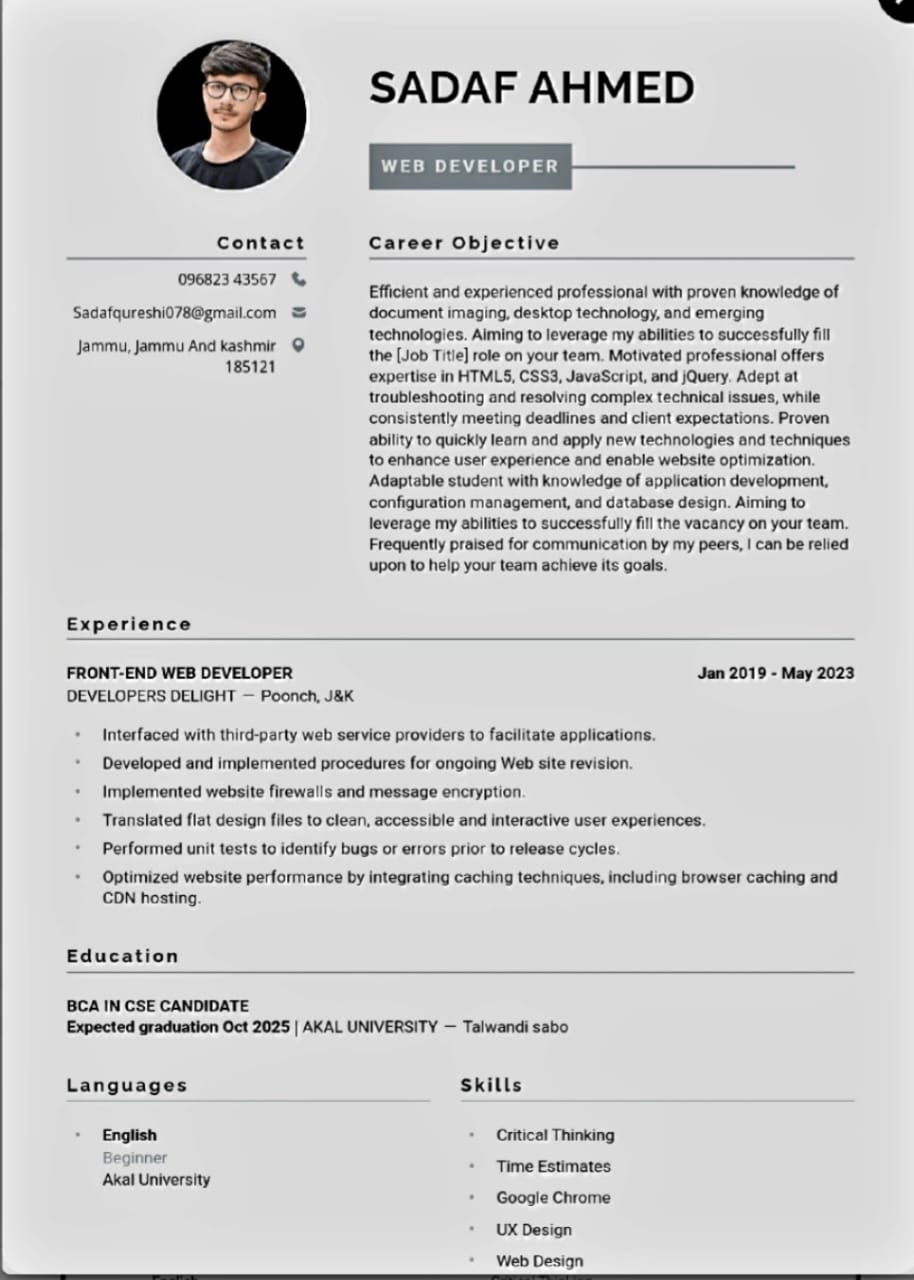 SADAF AHMED
WEB DEVELOPER
Contact
096823 43567
Sadafqureshi078@gmail.com
Jammu, Jammu And kashmir
185121
Career Objective
Efficient and experienced professional with proven knowledge of
document imaging, desktop technology, and emerging
technologies. Aiming to leverage my abilities to successfully fill
the [Job Title] role on your team. Motivated professional offers
expertise in HTML5, CSS3, JavaScript, and jQuery. Adept at
troubleshooting and resolving complex technical issues, while
consistently meeting deadlines and client expectations. Proven
ability to quickly learn and apply new technologies and techniques
to enhance user experience and enable website optimization.
Adaptable student with knowledge of application development,
configuration management, and database design. Aiming to
leverage my abilities to successfully fill the vacancy on your team.
Frequently praised for communication by my peers, I can be relied
upon to help your team achieve its goals.
Experience
FRONT-END WEB DEVELOPER Jan 2019 - May 2023
DEVELOPERS DELIGHT — Poonch, J&K
• Interfaced with third-party web service providers to facilitate applications.
• Developed and implemented procedures for ongoing Web site revision.
• Implemented website firewalls and message encryption.
• Translated flat design files to clean, accessible and interactive user experiences.
• Performed unit tests to identify bugs or errors prior to release cycles.
• Optimized website performance by integrating caching techniques, including browser caching and
CDN hosting.
Education
BCA IN CSE CANDIDATE
Expected graduation Oct 2025 | AKAL UNIVERSITY — Talwandi sabo
Languages
• English
Beginner
Akal University
Skills
• Critical Thinking
• Time Estimates
• Google Chrome
• UX Design
• Web Design